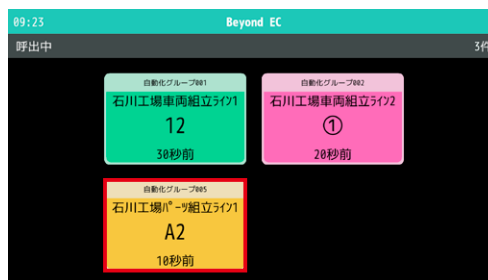 09:23 Beyond EC
呼出中 3件
自動化グループ001
石川工場車両組立ﾗｲﾝ1
12
30秒前
自動化グループ002
石川工場車両組立ﾗｲﾝ2
①
20秒前
自動化グループ005
石川工場ﾊﾟｰﾂ組立ﾗｲﾝ1
A2
10秒前